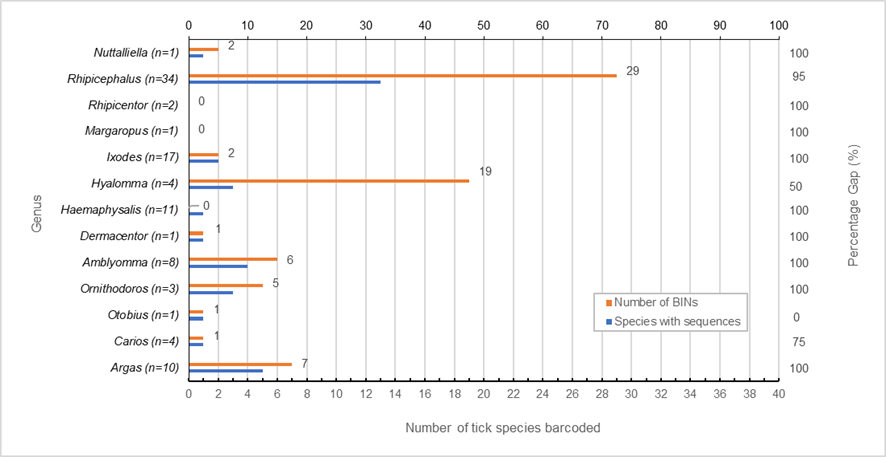 0 10 20 30 40 50 60 70 80 90 100
Nuttalliella (n=1) 2 100
Rhipicephalus (n=34) 29 95
Rhipicentor (n=2) 0 100
Margaropus (n=1) 0 100
Ixodes (n=17) 2 100
Hyalomma (n=4) 19 50
Haemaphysalis (n=11) 0 100
Dermacentor (n=1) 1 100
Amblyomma (n=8) 6 100
Ornithodoros (n=3) 5 100
Otobius (n=1) 1 0
Carios (n=4) 1 75
Argas (n=10) 7 100
Genus
Percentage Gap (%)
Number of BINs
Species with sequences
0 2 4 6 8 10 12 14 16 18 20 22 24 26 28 30 32 34 36 38 40
Number of tick species barcoded